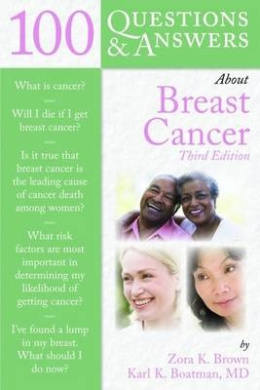 100 QUESTIONS
& ANSWERS
About
Breast
Cancer
Third Edition
What is cancer?
Will I die if I get
breast cancer?
Is it true that
breast cancer is
the leading cause
of cancer death
among women?
What risk
factors are most
important in
determining my
likelihood of
getting cancer?
I've found a lump
in my breast.
What should I
do now?
by
Zora K. Brown
Karl K. Boatman, MD